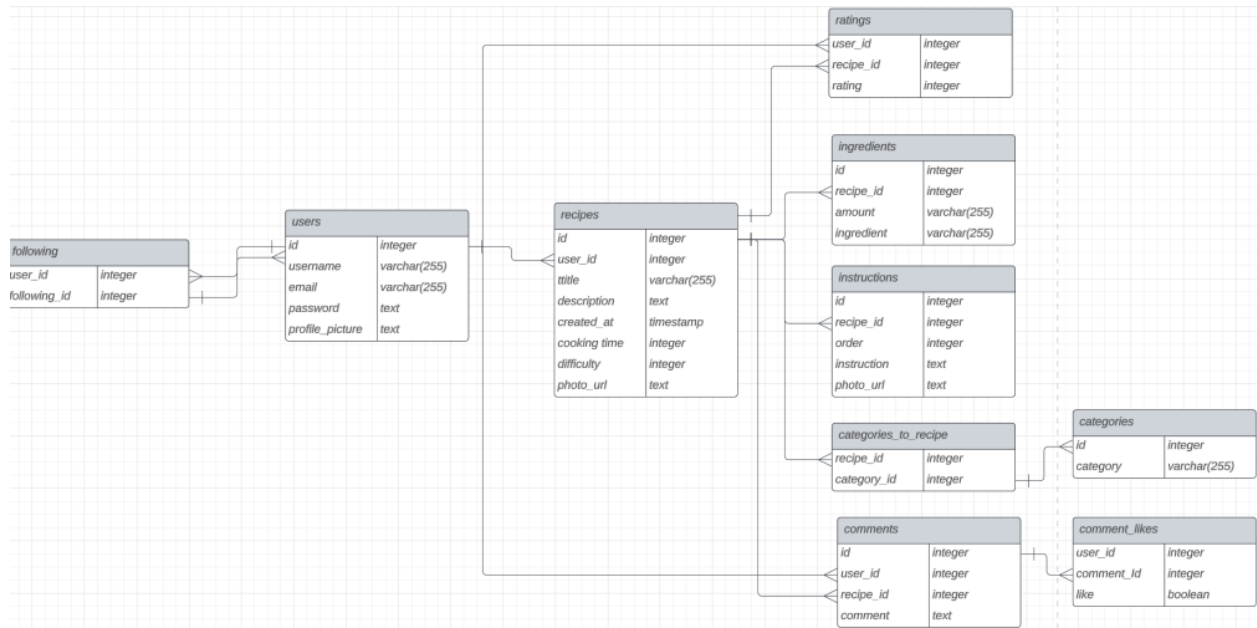 ratings
user_id integer
recipe_id integer
rating integer
ingredients
id integer
recipe_id integer
amount varchar(255)
ingredient varchar(255)
users
id integer
username varchar(255)
email varchar(255)
password text
profile_picture text
recipes
id integer
user_id integer
ttitle varchar(255)
description text
created_at timestamp
cooking time integer
difficulty integer
photo_url text
following
user_id integer
following_id integer
instructions
id integer
recipe_id integer
order integer
instruction text
photo_url text
categories_to_recipe
recipe_id integer
category_id integer
categories
id integer
category varchar(255)
comments
id integer
user_id integer
recipe_id integer
comment text
comment_likes
user_id integer
comment_Id integer
like boolean